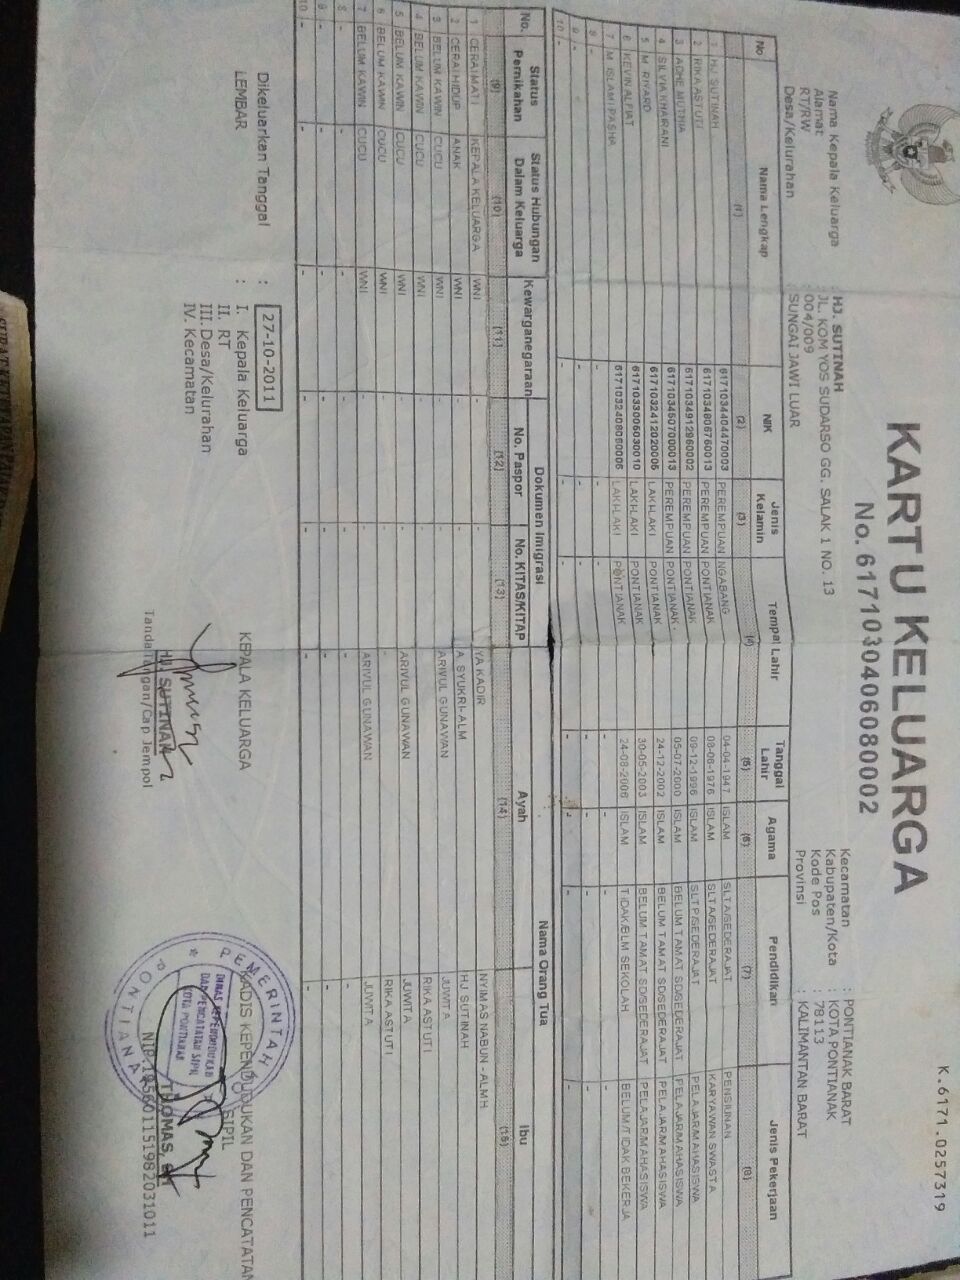 K.6171.0257319
KARTU KELUARGA
No. 6171030406080002
Nama Kepala Keluarga : HJ. SUTINAH
Alamat : JL. KOM YOS SUDARSO GG. SALAK 1 NO. 13
RT/RW : 004/009
Desa/Kelurahan : SUNGAI JAWI LUAR
Kecamatan : PONTIANAK BARAT
Kabupaten/Kota : KOTA PONTIANAK
Kode Pos : 78113
Provinsi : KALIMANTAN BARAT
No Nama Lengkap NIK Jenis Kelamin Tempat Lahir Tanggal Lahir Agama Pendidikan Jenis Pekerjaan
(1) (2) (3) (4) (5) (6) (7) (8)
1 HJ SUTINAH 6171034404470003 PEREMPUAN NGABANG 04-04-1947 ISLAM SLTA/SEDERAJAT PENSIUNAN
2 RIKA ASTUTI 6171034806760013 PEREMPUAN PONTIANAK 08-06-1976 ISLAM SLTA/SEDERAJAT KARYAWAN SWASTA
3 ADHE MUTHIA 6171034912960002 PEREMPUAN PONTIANAK 09-12-1996 ISLAM SLTP/SEDERAJAT PELAJAR/MAHASISWA
4 SILVIA KHAIRANI 6171034507000013 PEREMPUAN PONTIANAK 05-07-2000 ISLAM BELUM TAMAT SD/SEDERAJAT PELAJAR/MAHASISWA
5 M. RIYARD 6171032412020005 LAKI-LAKI PONTIANAK 24-12-2002 ISLAM BELUM TAMAT SD/SEDERAJAT PELAJAR/MAHASISWA
6 KEVIN ALFIAT 6171033005030010 LAKI-LAKI PONTIANAK 30-05-2003 ISLAM BELUM TAMAT SD/SEDERAJAT PELAJAR/MAHASISWA
7 M. ISLAMI PASHA 6171032408060006 LAKI-LAKI PONTIANAK 24-08-2006 ISLAM TIDAK/BLM SEKOLAH BELUM/TIDAK BEKERJA
8 - - - - - - - -
9 - - - - - - - -
10 - - - - - - - -
No. Status Pernikahan Status Hubungan Dalam Keluarga Kewarganegaraan Dokumen Imigrasi Nama Orang Tua
No. Paspor No. KITAS/KITAP Ayah Ibu
(9) (10) (11) (12) (13) (14) (15)
1 CERAI MATI KEPALA KELUARGA WNI - - YA KADIR NYIMAS NABUN - ALMH
2 CERAI HIDUP ANAK WNI - - A. SYUKRI- ALM HJ SUTINAH
3 BELUM KAWIN CUCU WNI - - ARIVUL GUNAWAN JUWITA
4 BELUM KAWIN CUCU WNI - - RIKA ASTUTI
5 BELUM KAWIN CUCU WNI - - ARIVUL GUNAWAN JUWITA
6 BELUM KAWIN CUCU WNI - - RIKA ASTUTI
7 BELUM KAWIN CUCU WNI - - ARIVUL GUNAWAN JUWITA
8 - - - - - - -
9 - - - - - - -
10 - - - - - - -
Dikeluarkan Tanggal : 27-10-2011
LEMBAR : I. Kepala Keluarga
II. RT
III. Desa/Kelurahan
IV. Kecamatan
KEPALA KELUARGA
HJ. SUTINAH
Tanda Tangan/Cap Jempol
KADIS KEPENDUDUKAN DAN PENCATATAN
SIPIL
PEMERINTAH
DINAS KEPENDUDUKAN
DAN PENCATATAN SIPIL
KOTA PONTIANAK
PONTIANAK
THOMAS, SH
NIP. 195601151982031011